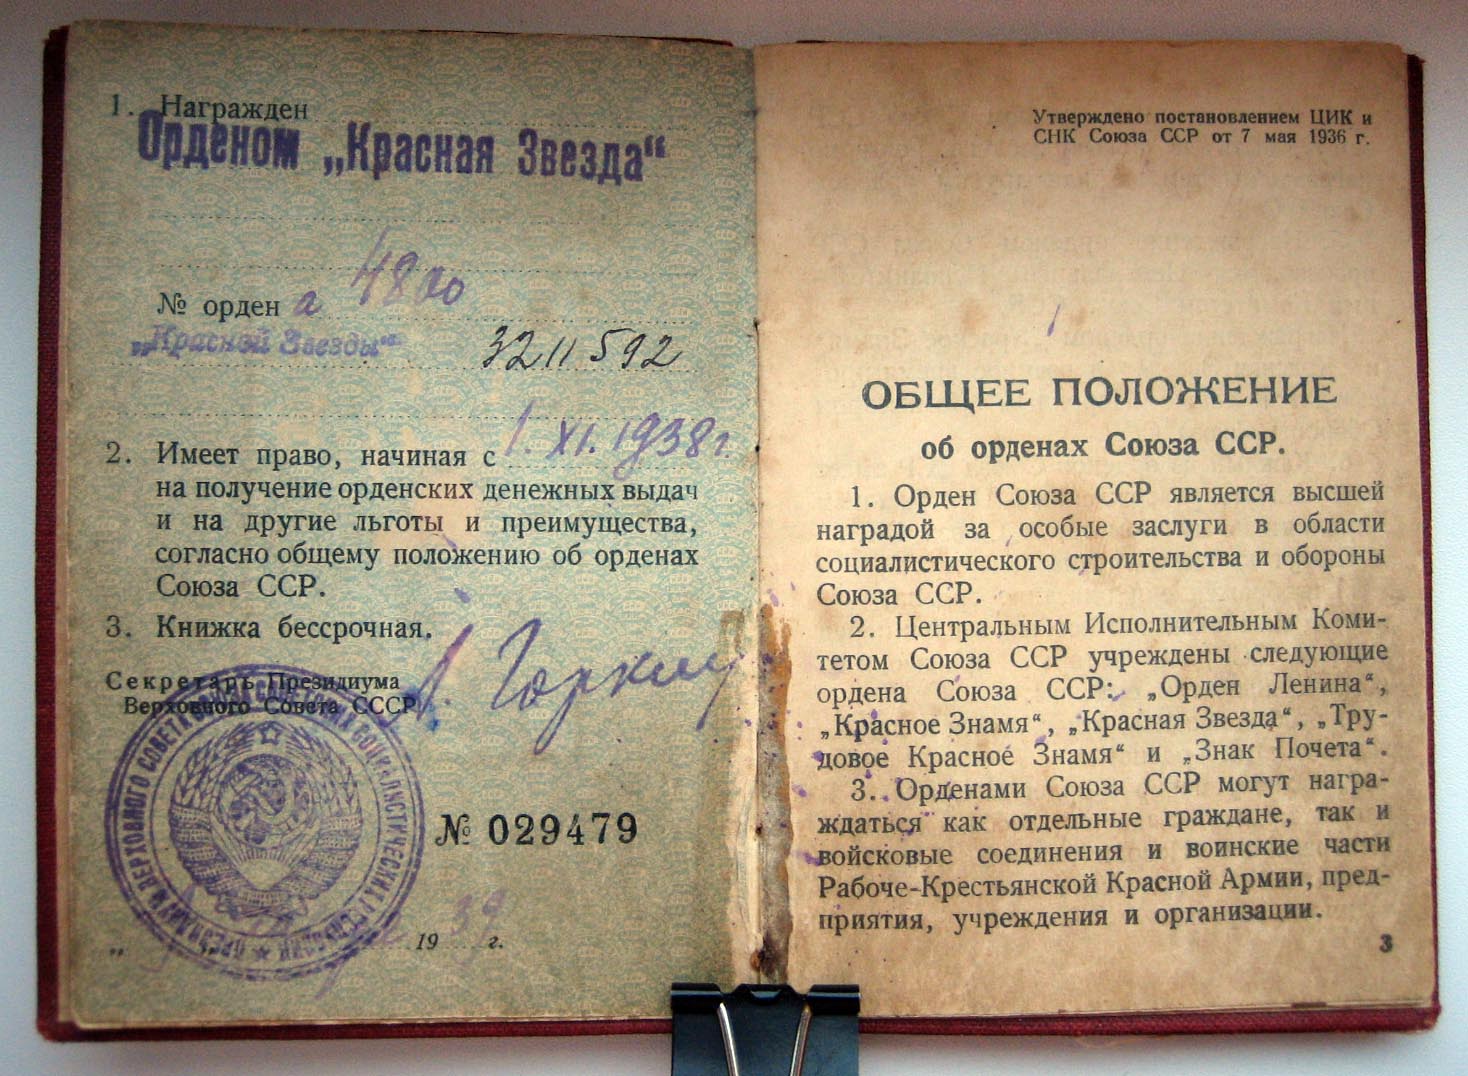 1. Награжден
Орденом „Красная Звезда“
№ орден а 4800
„Красной Звезды“
3211592
2. Имеет право, начиная с 1.XI.1938 г.
на получение орденских денежных выдач
и на другие льготы и преимущества,
согласно общему положению об орденах
Союза ССР.
3. Книжка бессрочная.
Секретарь Президиума
Верховного Совета СССР
А. Горкин
№ 029479
„ 1939 г.
Утверждено постановлением ЦИК и
СНК Союза ССР от 7 мая 1936 г.
ОБЩЕЕ ПОЛОЖЕНИЕ
об орденах Союза ССР.
1. Орден Союза ССР является высшей
наградой за особые заслуги в области
социалистического строительства и обороны
Союза ССР.
2. Центральным Исполнительным Коми-
тетом Союза ССР учреждены следующие
ордена Союза ССР: „Орден Ленина“,
„Красное Знамя“, „Красная Звезда“, „Тру-
довое Красное Знамя“ и „Знак Почета“.
3. Орденами Союза ССР могут награ-
ждаться как отдельные граждане, так и
войсковые соединения и воинские части
Рабоче-Крестьянской Красной Армии, пред-
приятия, учреждения и организации.
3